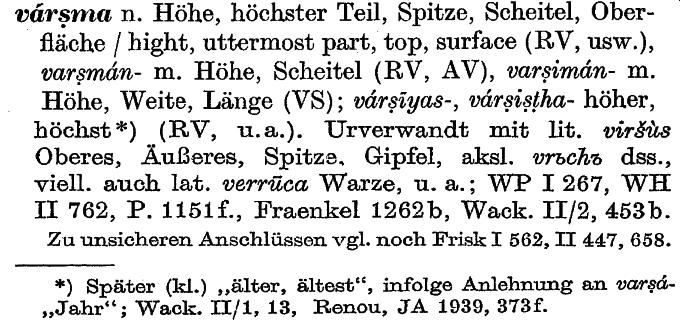 várṣma n. Höhe, höchster Teil, Spitze, Scheitel, Ober-
fläche / hight, uttermost part, top, surface (RV, usw.),
varṣmán- m. Höhe, Scheitel (RV, AV), varṣimán- m.
Höhe, Weite, Länge (VS); várṣīyas-, várṣiṣṭha- höher,
höchst*) (RV, u.a.). Urverwandt mit lit. viršùs
Oberes, Äußeres, Spitze, Gipfel, aksl. vrьchъ dss.,
viell. auch lat. verrūca Warze, u. a.; WP I 267, WH
II 762, P. 1151f., Fraenkel 1262b, Wack. II/2, 453b.
Zu unsicheren Anschlüssen vgl. noch Frisk I 562, II 447, 658.
*) Später (kl.) „älter, ältest“, infolge Anlehnung an varṣá-
„Jahr“; Wack. II/1, 13, Renou, JA 1939, 373f.